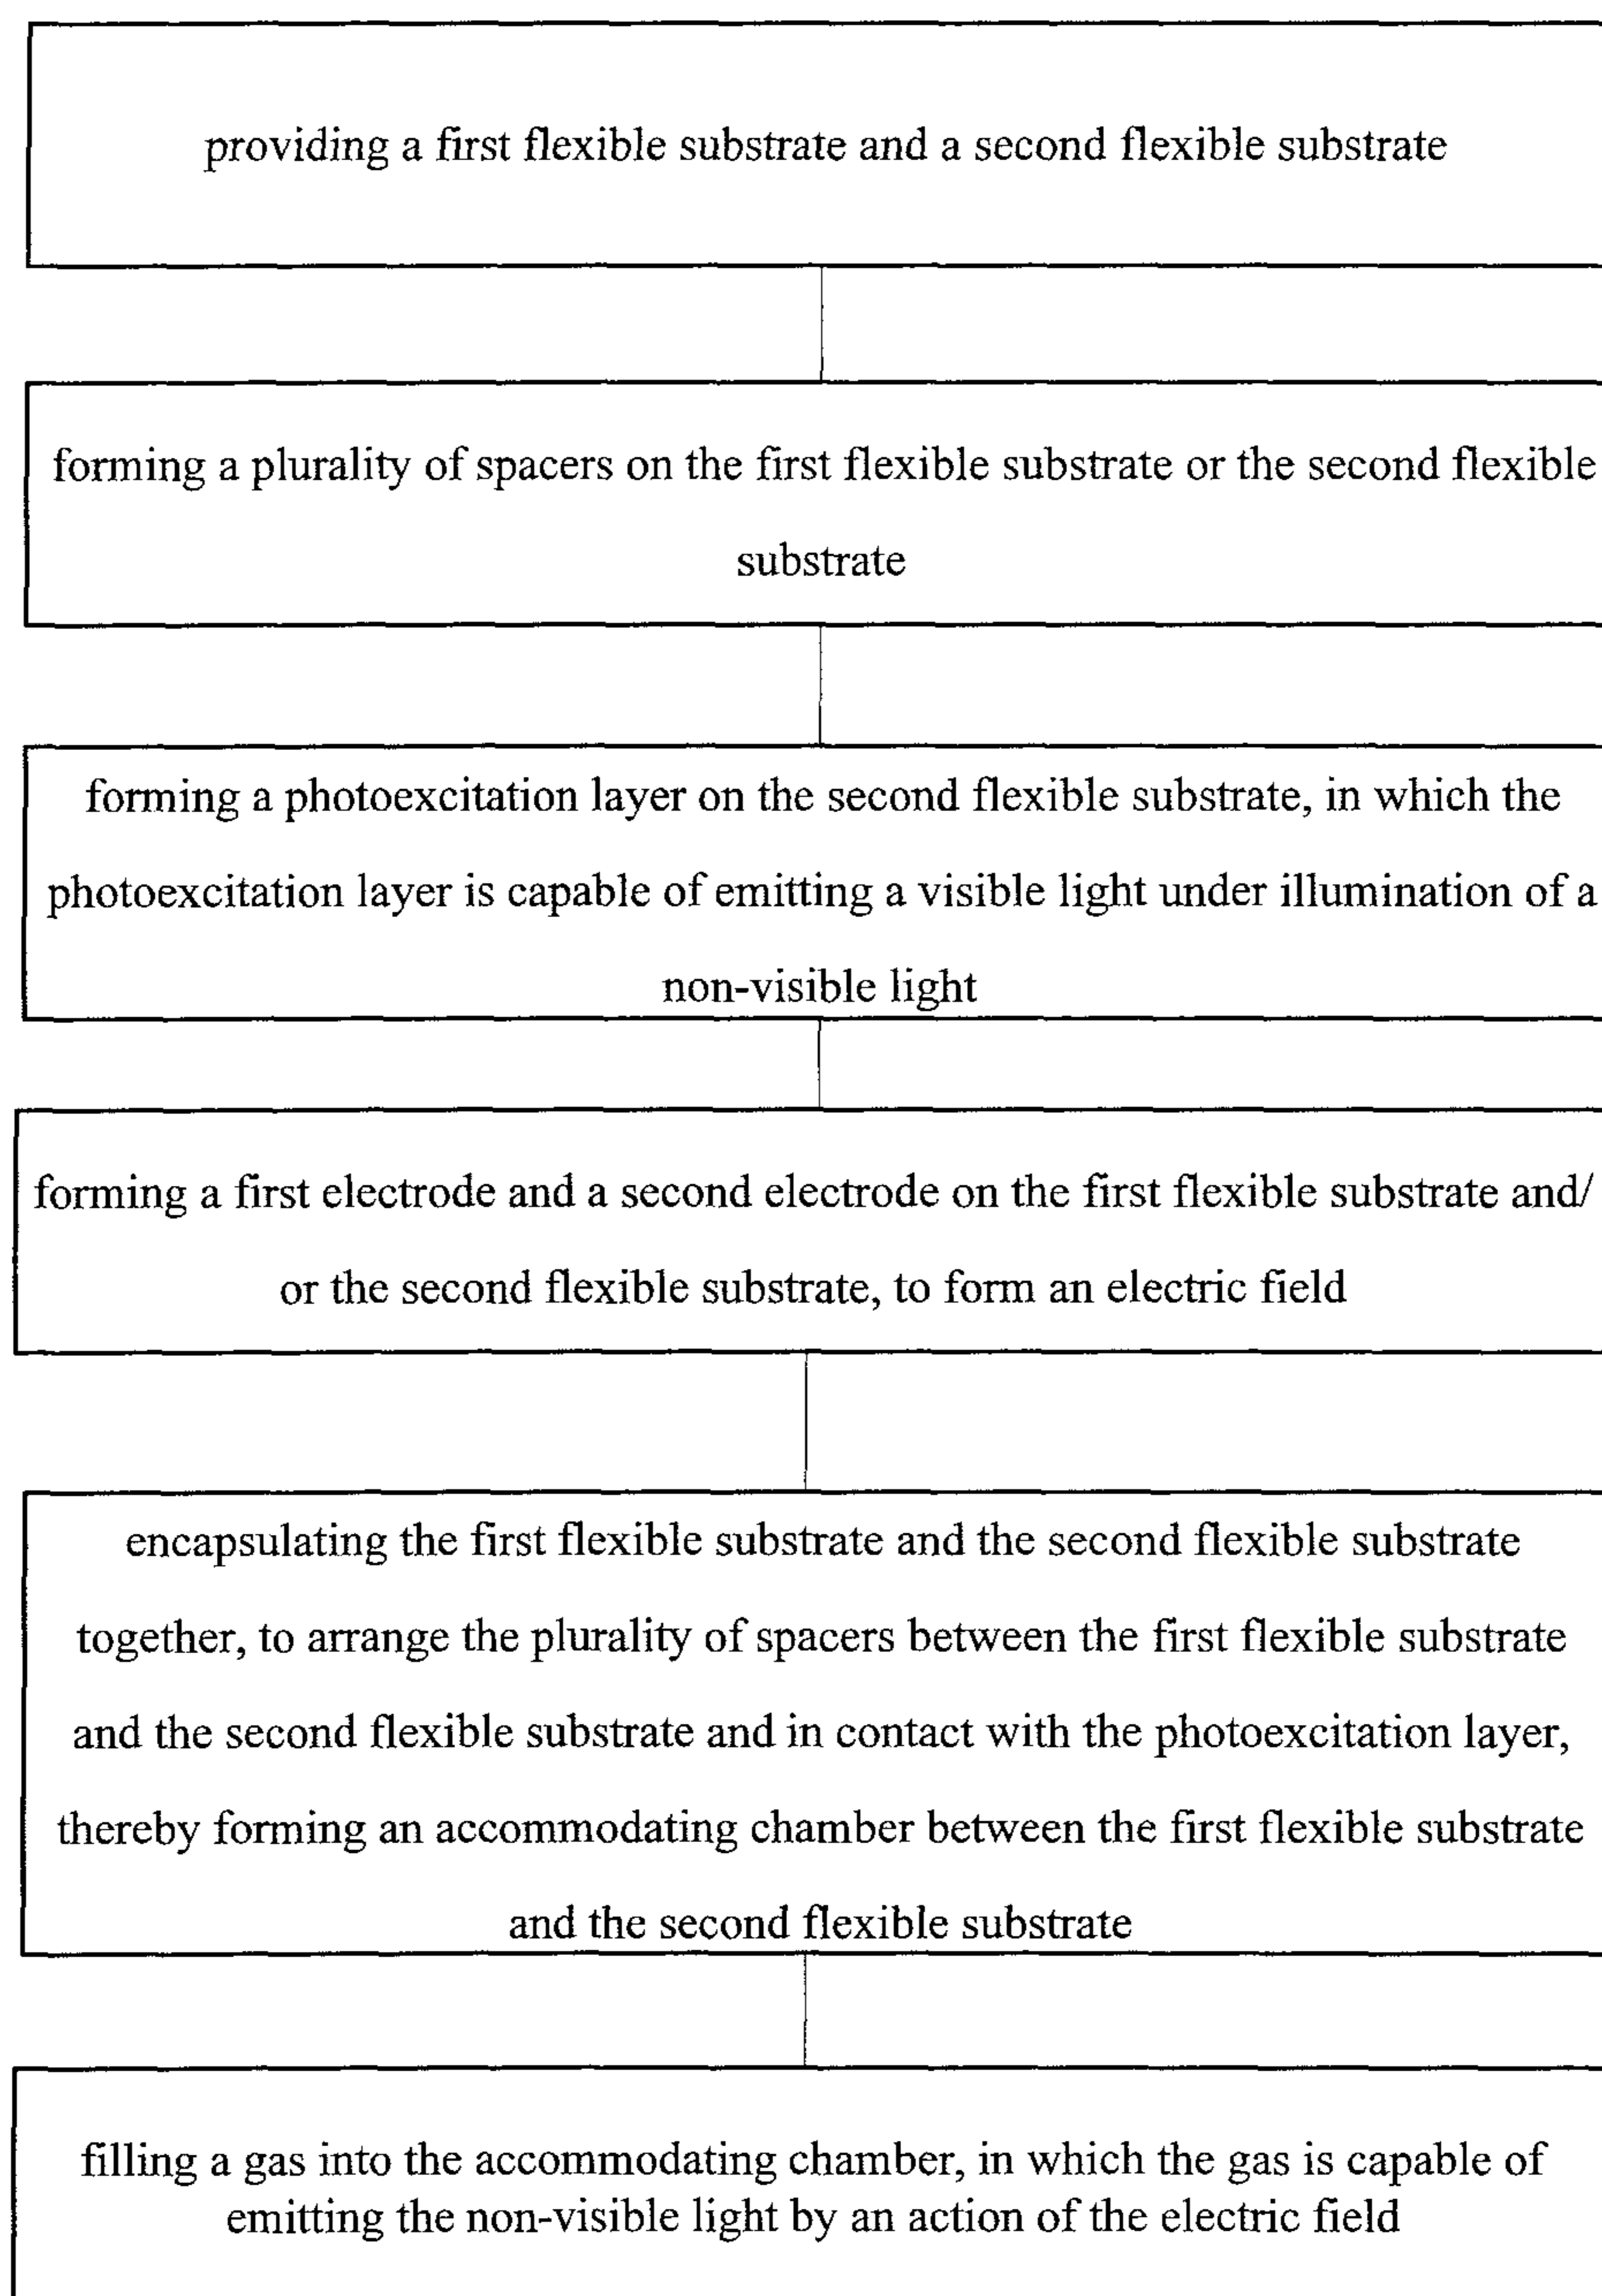 providing a first flexible substrate and a second flexible substrate
forming a plurality of spacers on the first flexible substrate or the second flexible
substrate
forming a photoexcitation layer on the second flexible substrate, in which the
photoexcitation layer is capable of emitting a visible light under illumination of a
non-visible light
forming a first electrode and a second electrode on the first flexible substrate and/
or the second flexible substrate, to form an electric field
encapsulating the first flexible substrate and the second flexible substrate
together, to arrange the plurality of spacers between the first flexible substrate
and the second flexible substrate and in contact with the photoexcitation layer,
thereby forming an accommodating chamber between the first flexible substrate
and the second flexible substrate
filling a gas into the accommodating chamber, in which the gas is capable of
emitting the non-visible light by an action of the electric field